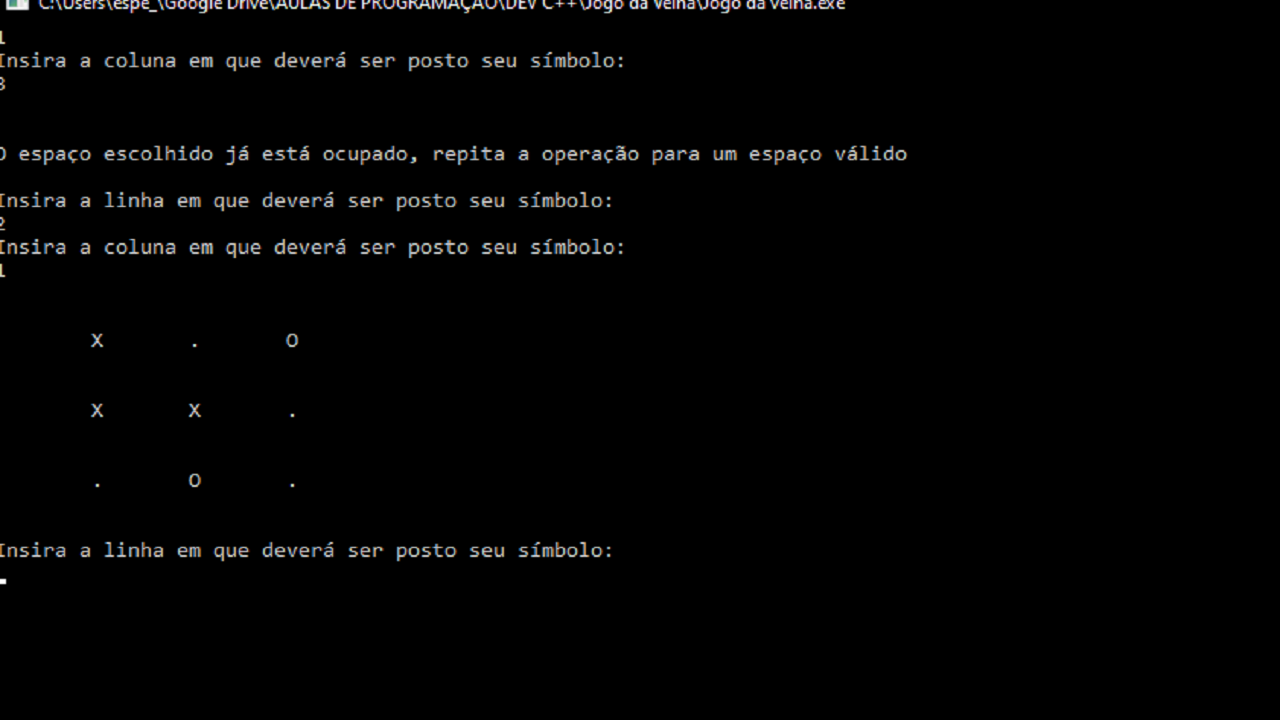 C:\Users\espe_\Google Drive\AULAS DE PROGRAMAÇÃO\DEV C++\Jogo da Velha\Jogo da velha.exe
1
Insira a coluna em que deverá ser posto seu símbolo:
3
O espaço escolhido já está ocupado, repita a operação para um espaço válido
Insira a linha em que deverá ser posto seu símbolo:
2
Insira a coluna em que deverá ser posto seu símbolo:
1
X . O
X X .
. O .
Insira a linha em que deverá ser posto seu símbolo: